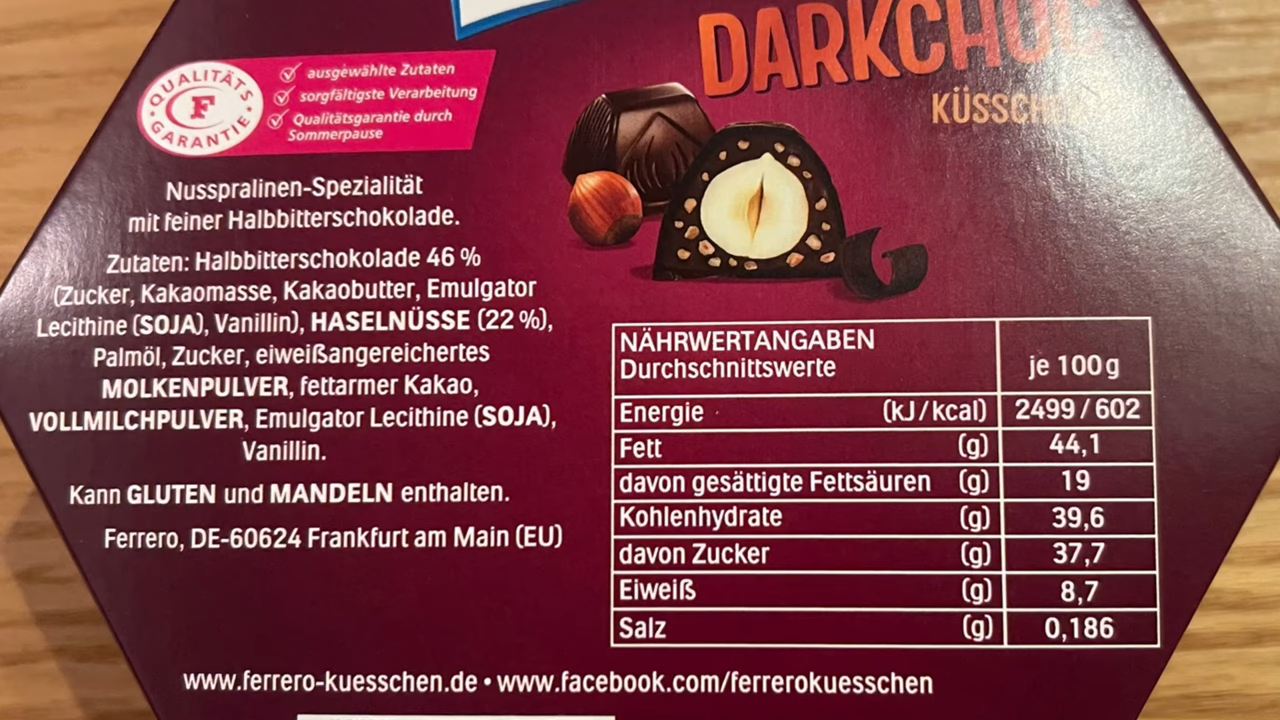 DARKCHOC
KÜSSCHEN
QUALITÄTS
F
GARANTIE
ausgewählte Zutaten
sorgfältigste Verarbeitung
Qualitätsgarantie durch
Sommerpause
Nusspralinen-Spezialität
mit feiner Halbbitterschokolade.
Zutaten: Halbbitterschokolade 46 %
(Zucker, Kakaomasse, Kakaobutter, Emulgator
Lecithine (SOJA), Vanillin), HASELNÜSSE (22 %),
Palmöl, Zucker, eiweißangereichertes
MOLKENPULVER, fettarmer Kakao,
VOLLMILCHPULVER, Emulgator Lecithine (SOJA),
Vanillin.
Kann GLUTEN und MANDELN enthalten.
Ferrero, DE-60624 Frankfurt am Main (EU)
NÄHRWERTANGABEN
Durchschnittswerte je 100 g
Energie (kJ / kcal) 2499 / 602
Fett (g) 44,1
davon gesättigte Fettsäuren (g) 19
Kohlenhydrate (g) 39,6
davon Zucker (g) 37,7
Eiweiß (g) 8,7
Salz (g) 0,186
www.ferrero-kuesschen.de • www.facebook.com/ferrerokuesschen